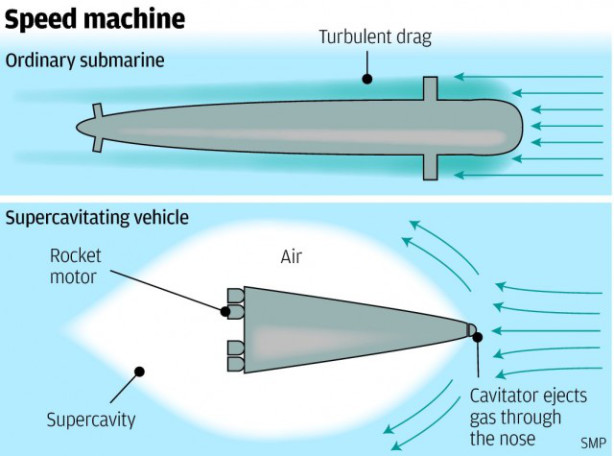 Speed machine
Ordinary submarine
Turbulent drag
Supercavitating vehicle
Rocket
motor
Air
Supercavity
Cavitator ejects
gas through
the nose
SMP